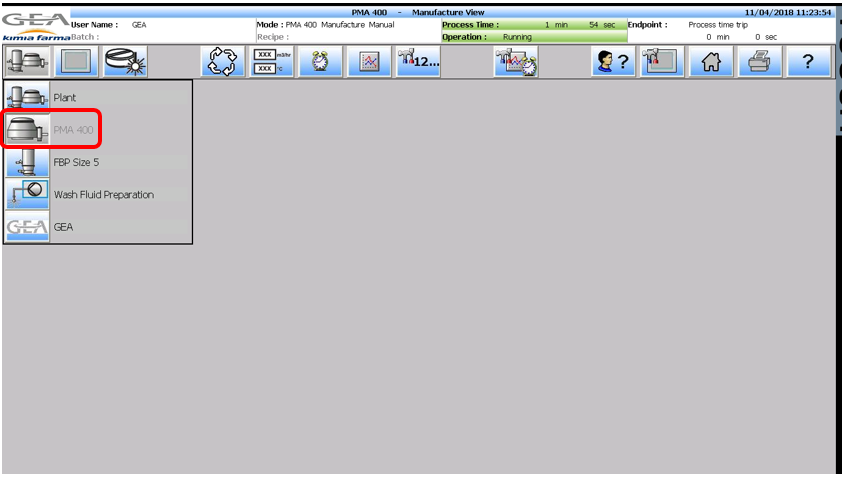 PMA 400 - Manufacture View 11/04/2018 11:23:54
GEA User Name : GEA Mode : PMA 400 Manufacture Manual Process Time : 1 min 54 sec Endpoint : Process time trip
kimia farma Batch : Recipe : Operation : Running 0 min 0 sec
XXX m3/hr
XXX °C
12...
?
?
Plant
PMA 400
FBP Size 5
Wash Fluid Preparation
GEA GEA